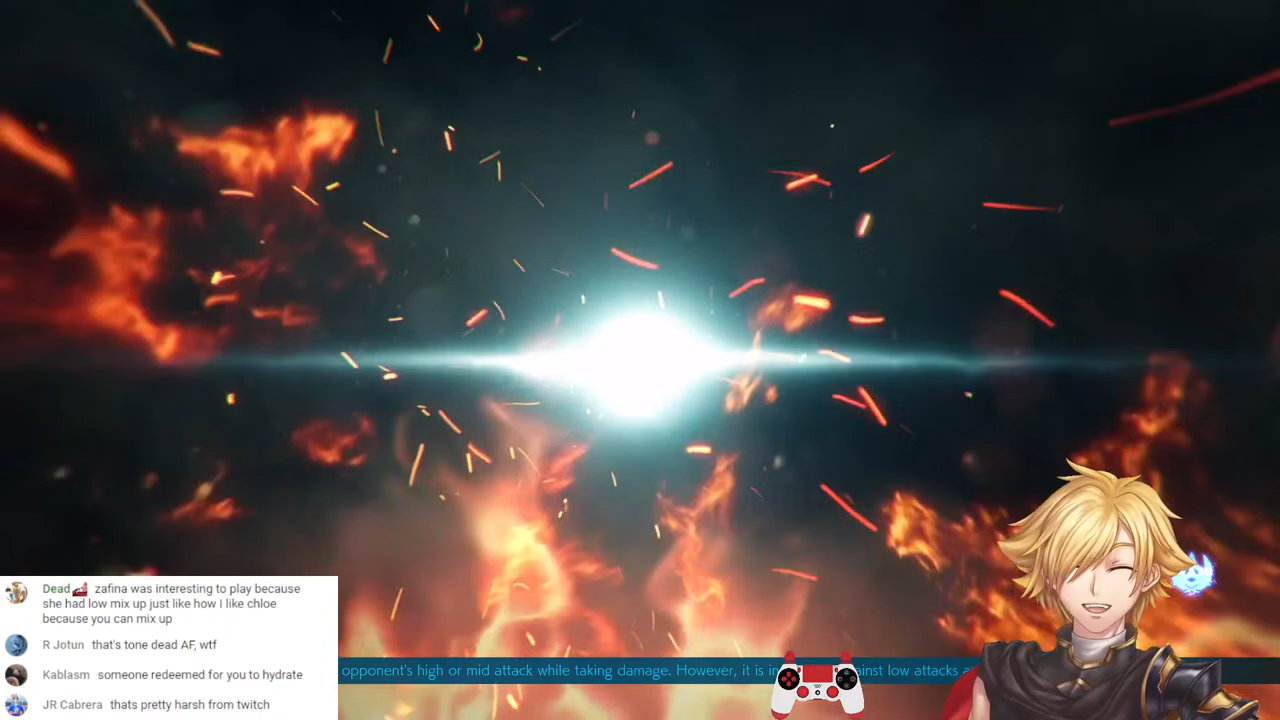 Dead zafina was interesting to play because
she had low mix up just like how I like chloe
because you can mix up
R Jotun that's tone dead AF, wtf
Kablasm someone redeemed for you to hydrate
JR Cabrera thats pretty harsh from twitch
opponent's high or mid attack while taking damage. However, it is in ainst low attacks a